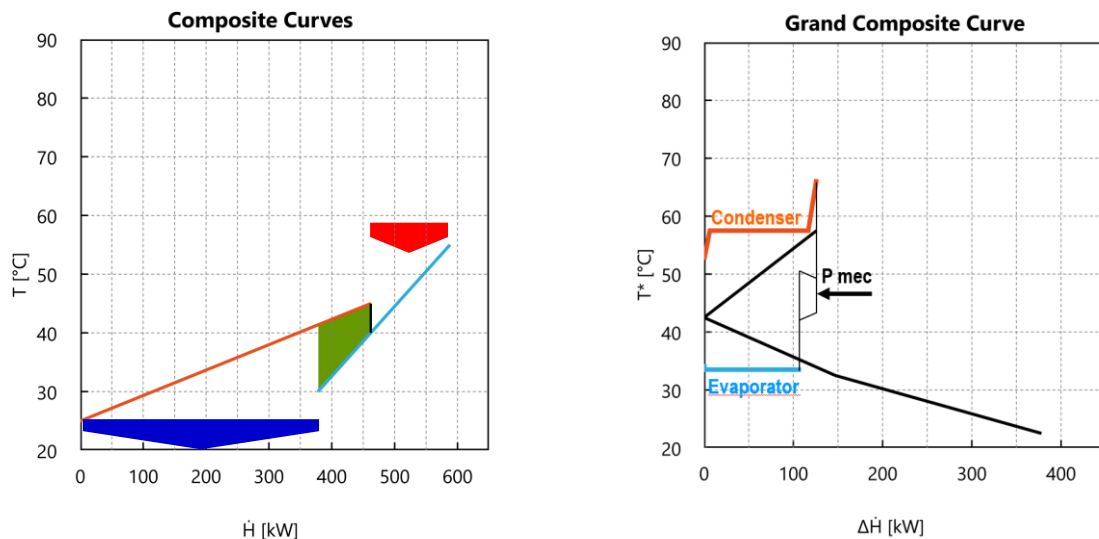 Composite Curves
90
80
70
60
50
40
30
20
T [°C]
0 100 200 300 400 500 600
Ḣ [kW]
Grand Composite Curve
90
80
70
60
50
40
30
20
T* [°C]
Condenser
P mec
Evaporator
0 100 200 300 400
ΔḢ [kW]